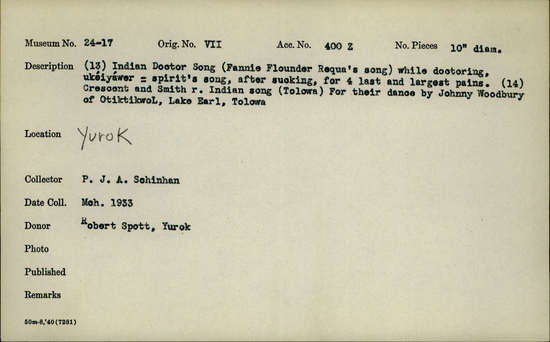 Museum No. 24-17 Orig. No. VII Acc. No. 400 Z No. Pieces 10" diam.
Description (13) Indian Doctor Song (Fannie Flounder Requa's song) while doctoring,
ukéiyáwer = spirit's song, after sucking, for 4 last and largest pains. (14)
Crescent and Smith r. Indian song (Tolowa) For their dance by Johnny Woodbury
of OtiktikwoL, Lake Earl, Tolowa
Location Yurok
Collector P. J. A. Schinhan
Date Coll. Mch. 1933
Donor Robert Spott, Yurok
Photo
Published
Remarks
50m-8,'40(7281)